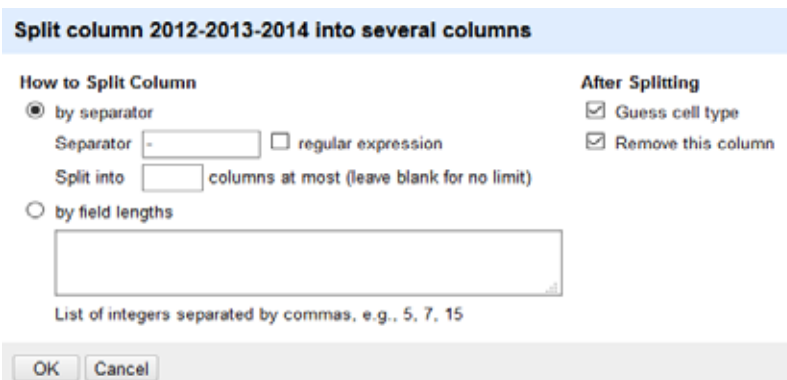 Split column 2012-2013-2014 into several columns
How to Split Column
by separator
Separator - regular expression
Split into columns at most (leave blank for no limit)
by field lengths
List of integers separated by commas, e.g., 5, 7, 15
After Splitting
Guess cell type
Remove this column
OK Cancel